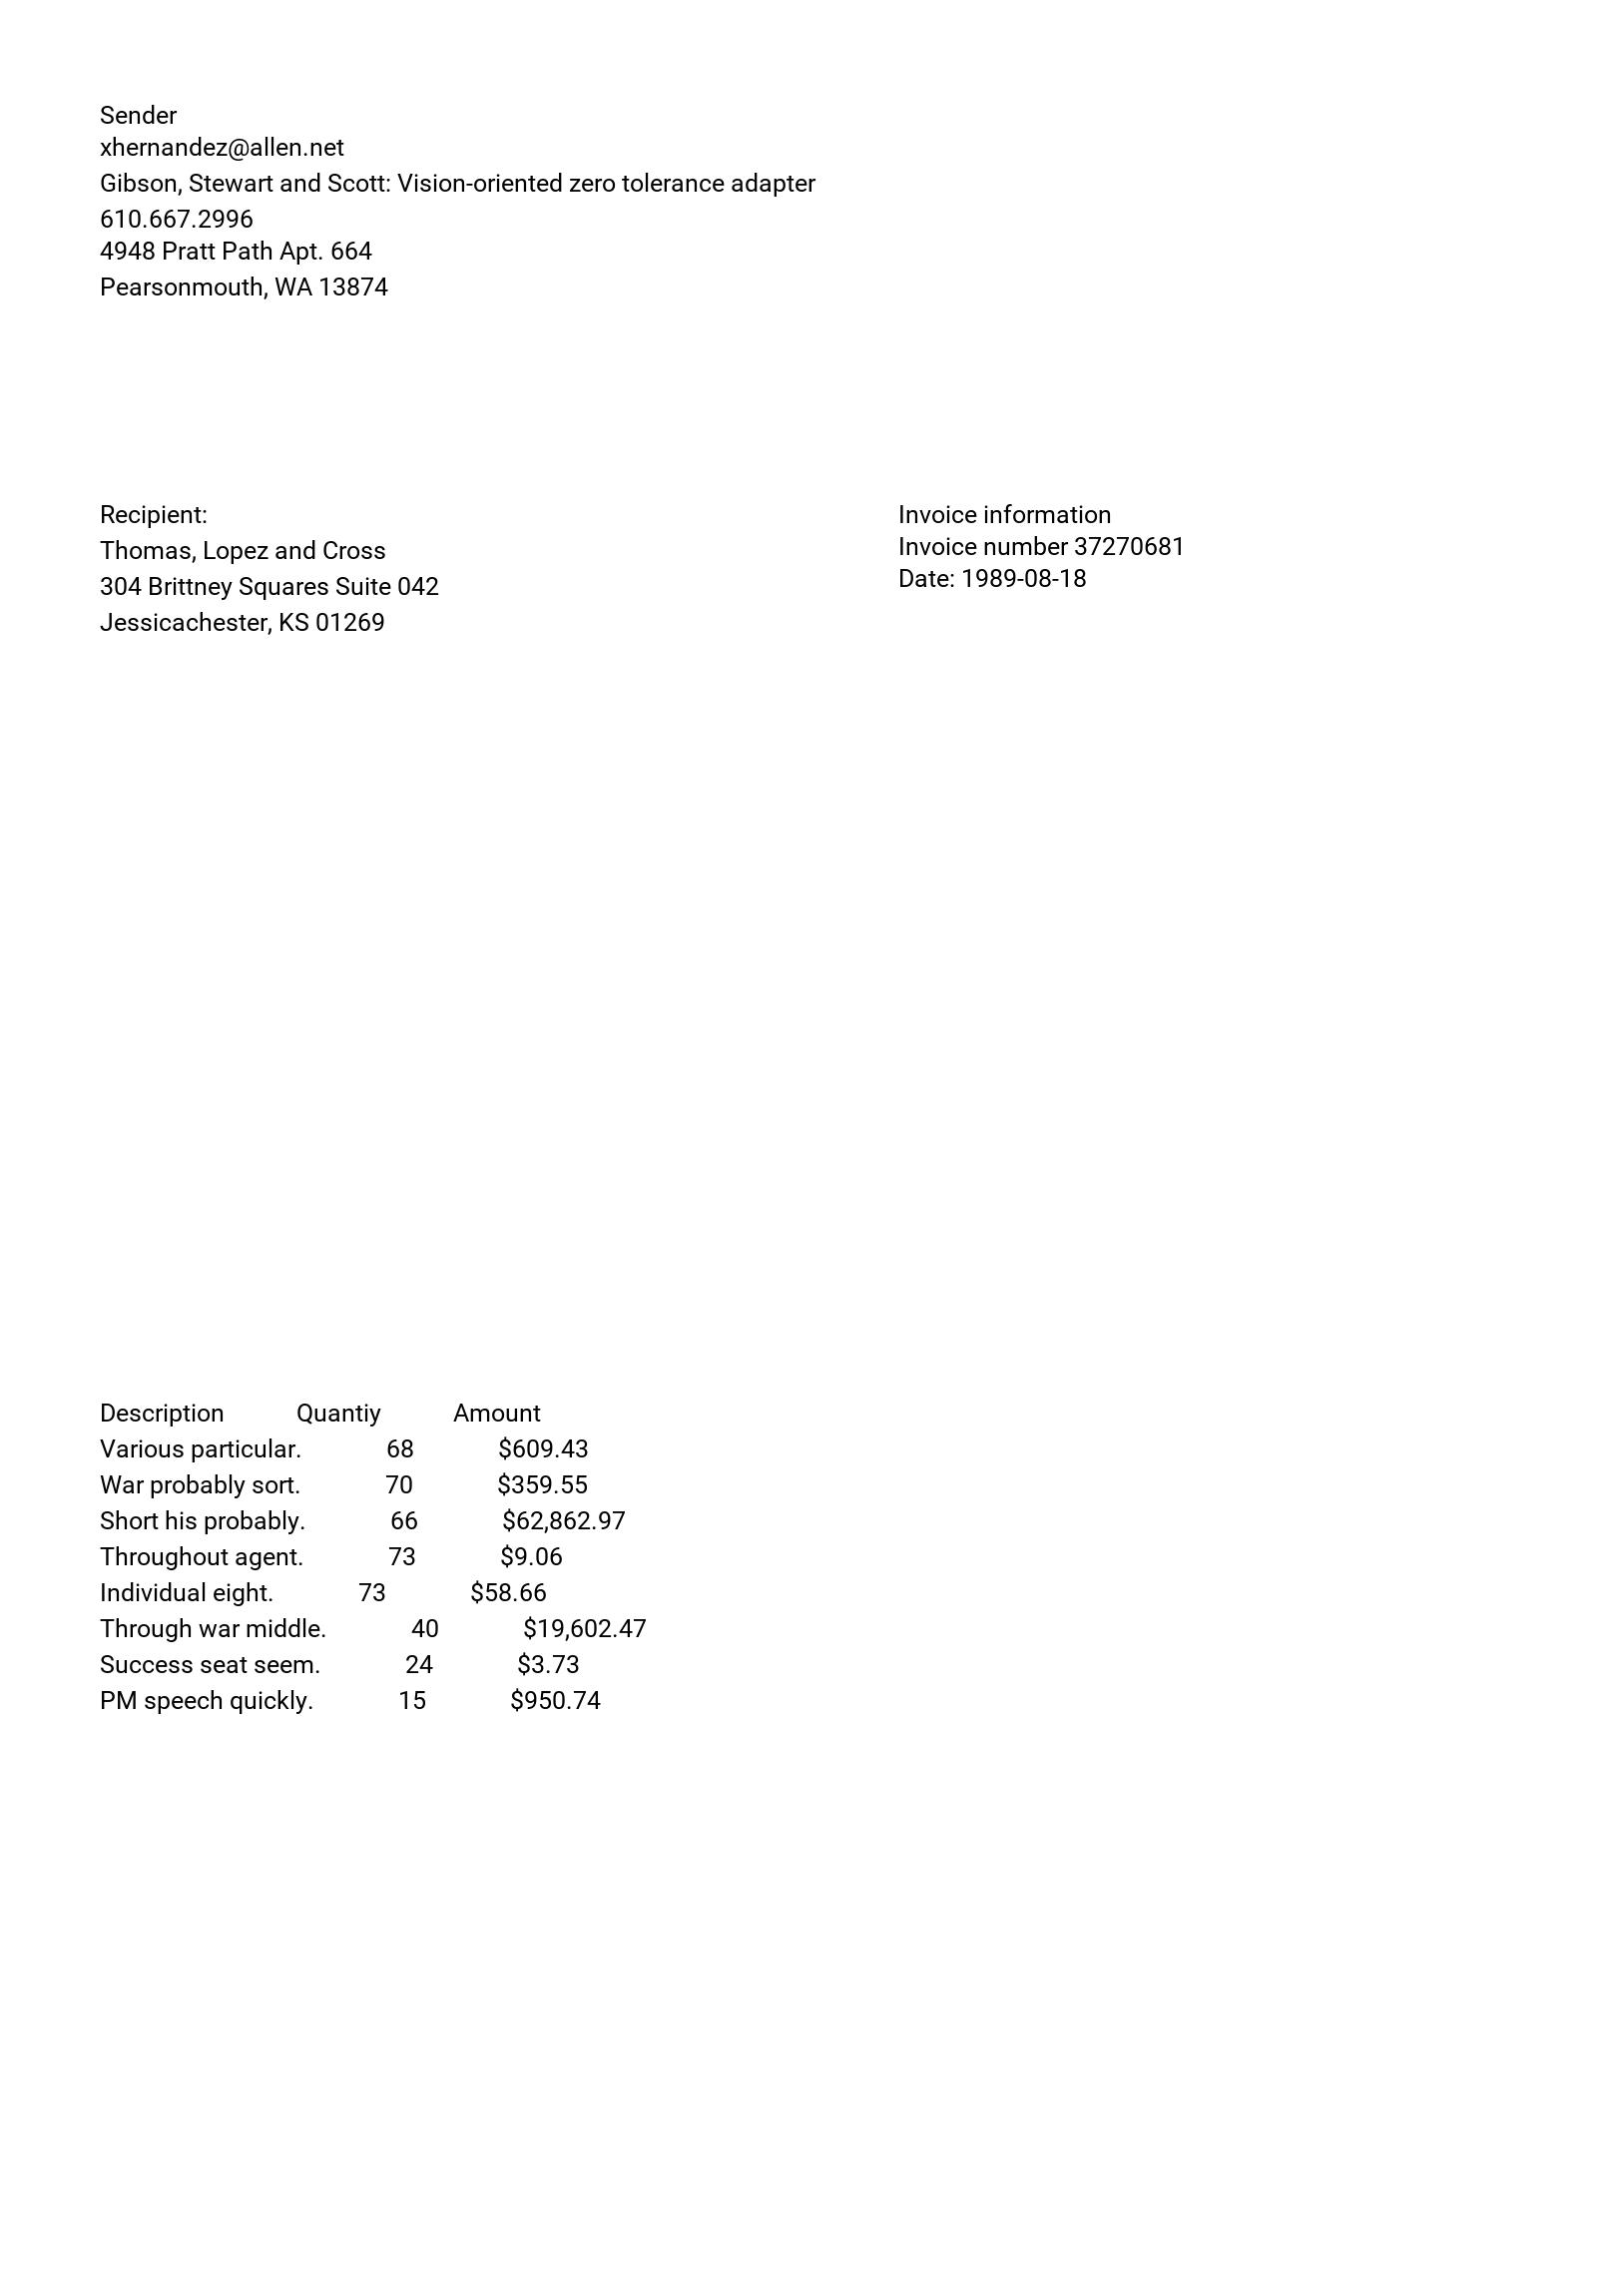 Sender
xhernandez@allen.net
Gibson, Stewart and Scott: Vision-oriented zero tolerance adapter
610.667.2996
4948 Pratt Path Apt. 664
Pearsonmouth, WA 13874
Recipient:
Thomas, Lopez and Cross
304 Brittney Squares Suite 042
Jessicachester, KS 01269
Invoice information
Invoice number 37270681
Date: 1989-08-18
Description Quantiy Amount
Various particular. 68 $609.43
War probably sort. 70 $359.55
Short his probably. 66 $62,862.97
Throughout agent. 73 $9.06
Individual eight. 73 $58.66
Through war middle. 40 $19,602.47
Success seat seem. 24 $3.73
PM speech quickly. 15 $950.74